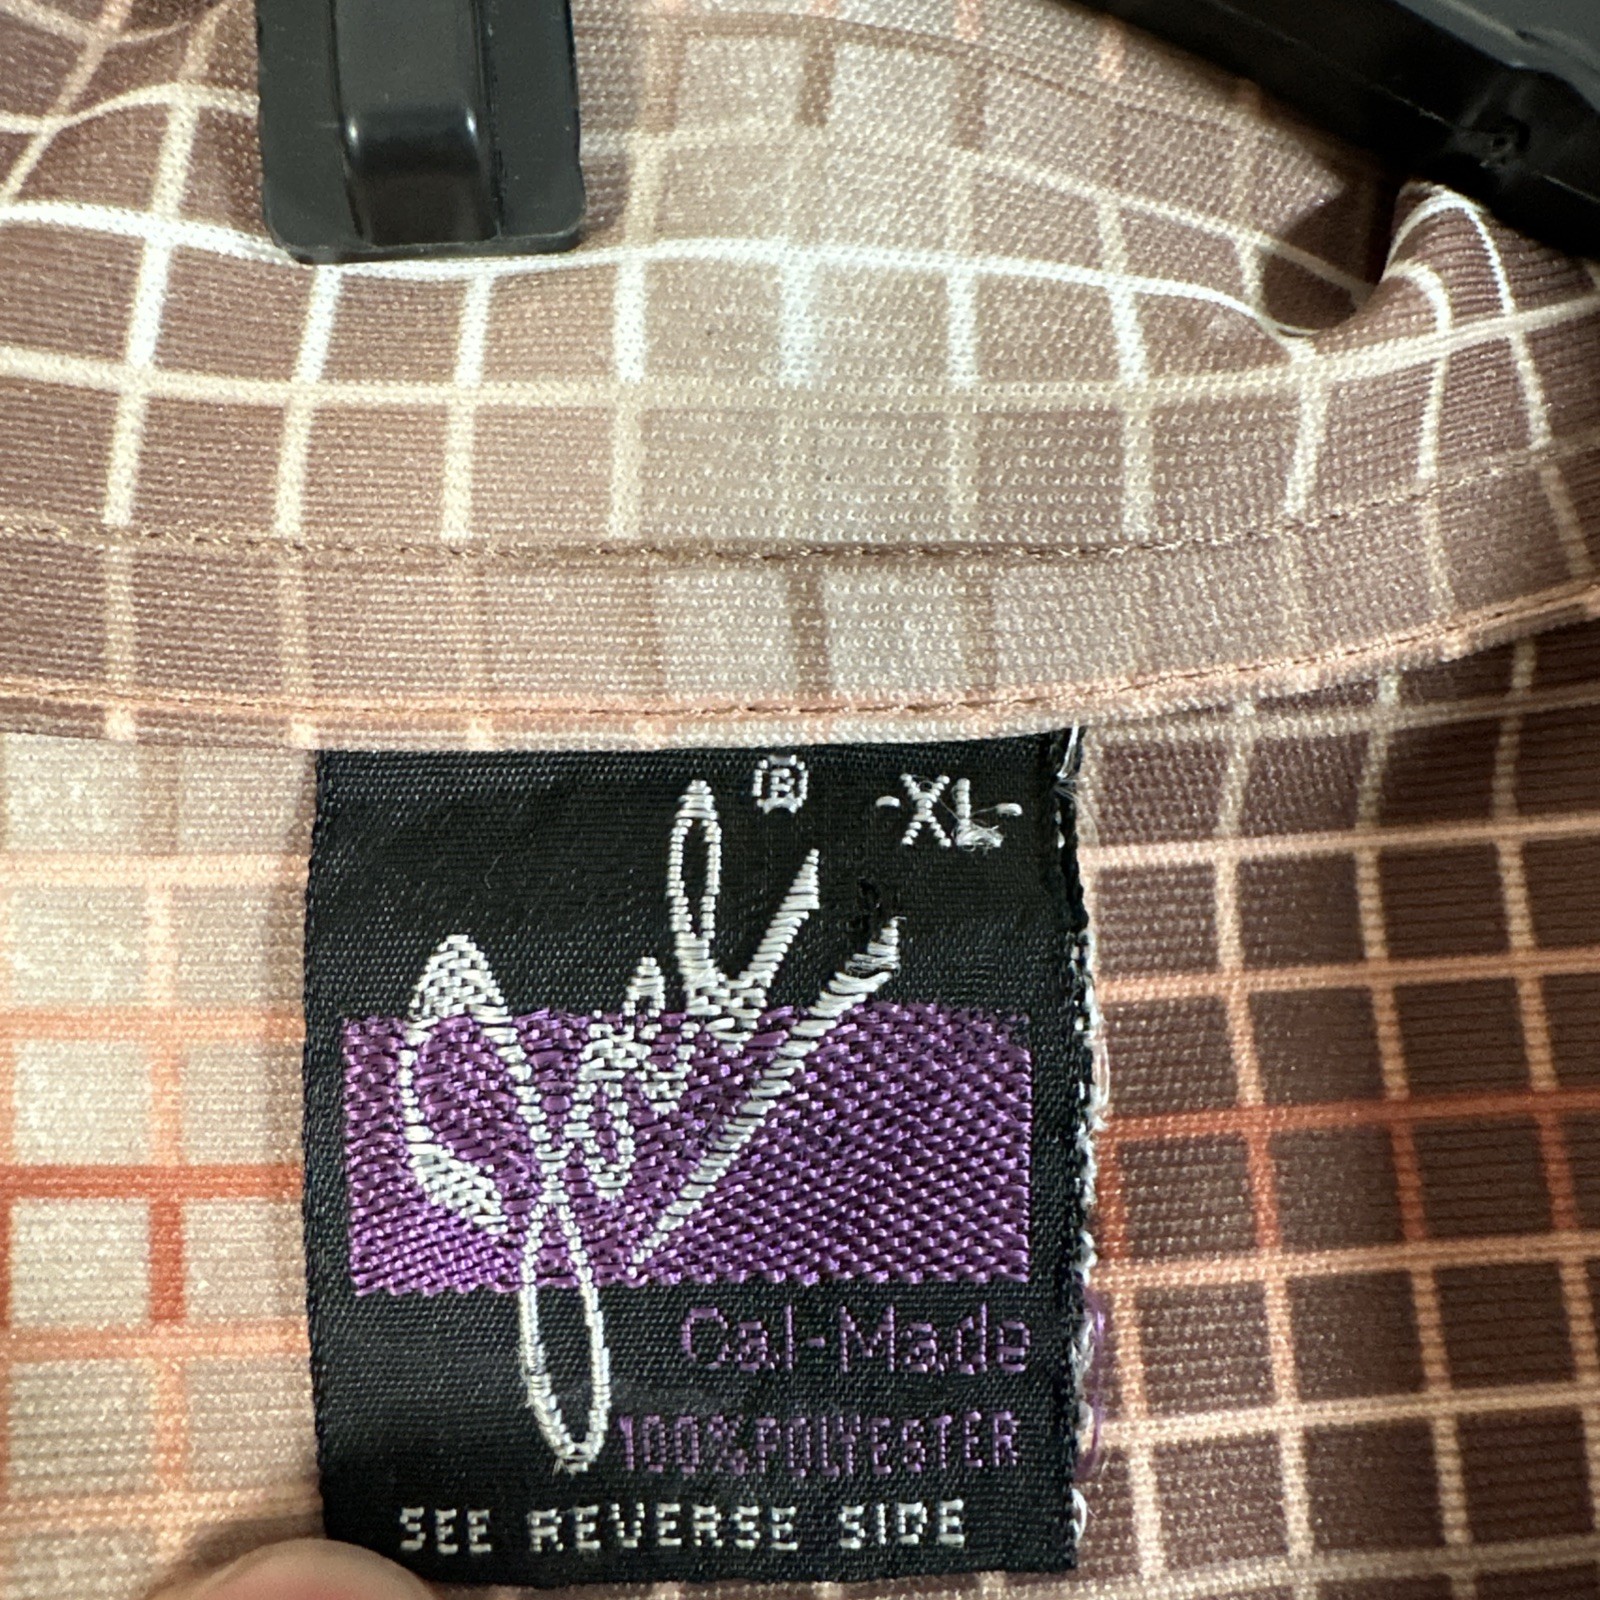 ®
-XL-
Cal-Made
100% POLYESTER
SEE REVERSE SIDE